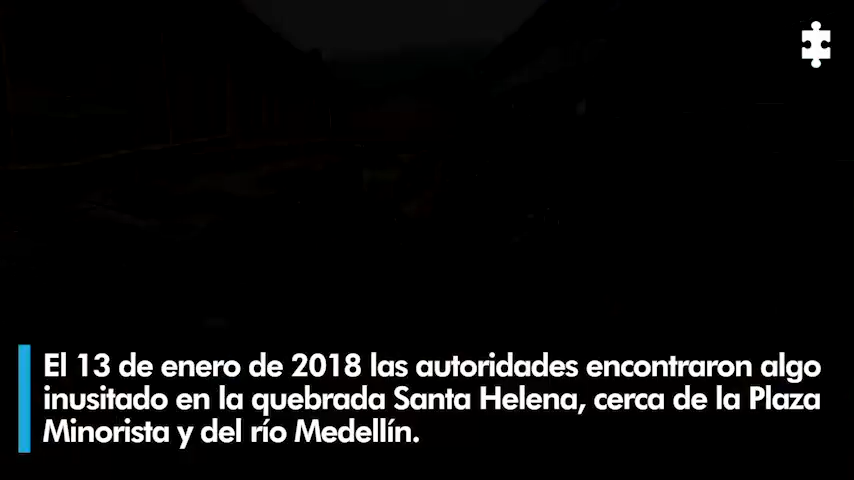 El 13 de enero de 2018 las autoridades encontraron algo
inusitado en la quebrada Santa Helena, cerca de la Plaza
Minorista y del río Medellín.